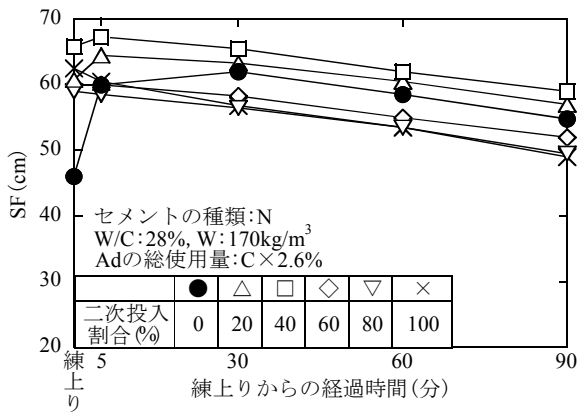 70
60
50
40
30
20
SF(cm)
セメントの種類:N
W/C:28%, W:170kg/m³
Adの総使用量:C×2.6%
● △ □ ◇ ▽ ×
二次投入
割合(%)
0 20 40 60 80 100
練上り 5 30 60 90
練上りからの経過時間(分)